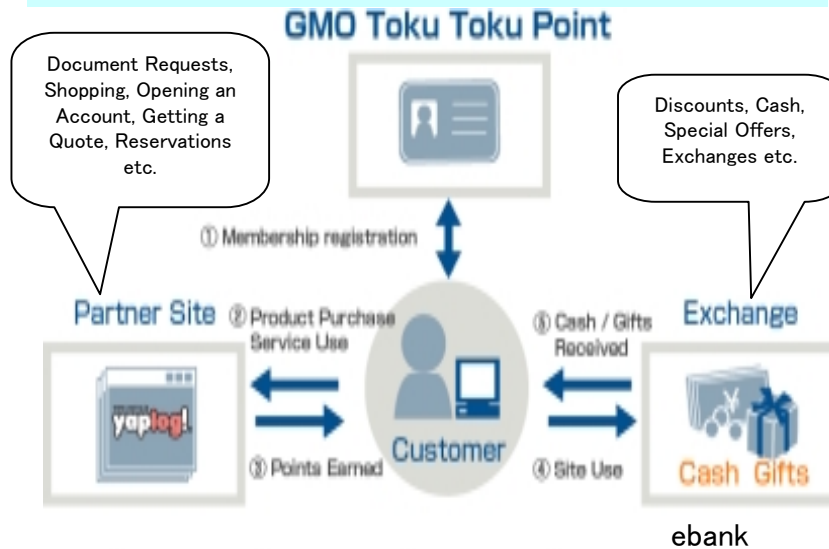 GMO Toku Toku Point
Document Requests,
Shopping, Opening an
Account, Getting a
Quote, Reservations
etc.
Discounts, Cash,
Special Offers,
Exchanges etc.
① Membership registration
Partner Site
② Product Purchase
Service Use
⑤ Cash / Gifts
Received
Exchange
yaplog!
Customer
③ Points Earned
④ Site Use
Cash Gifts
ebank